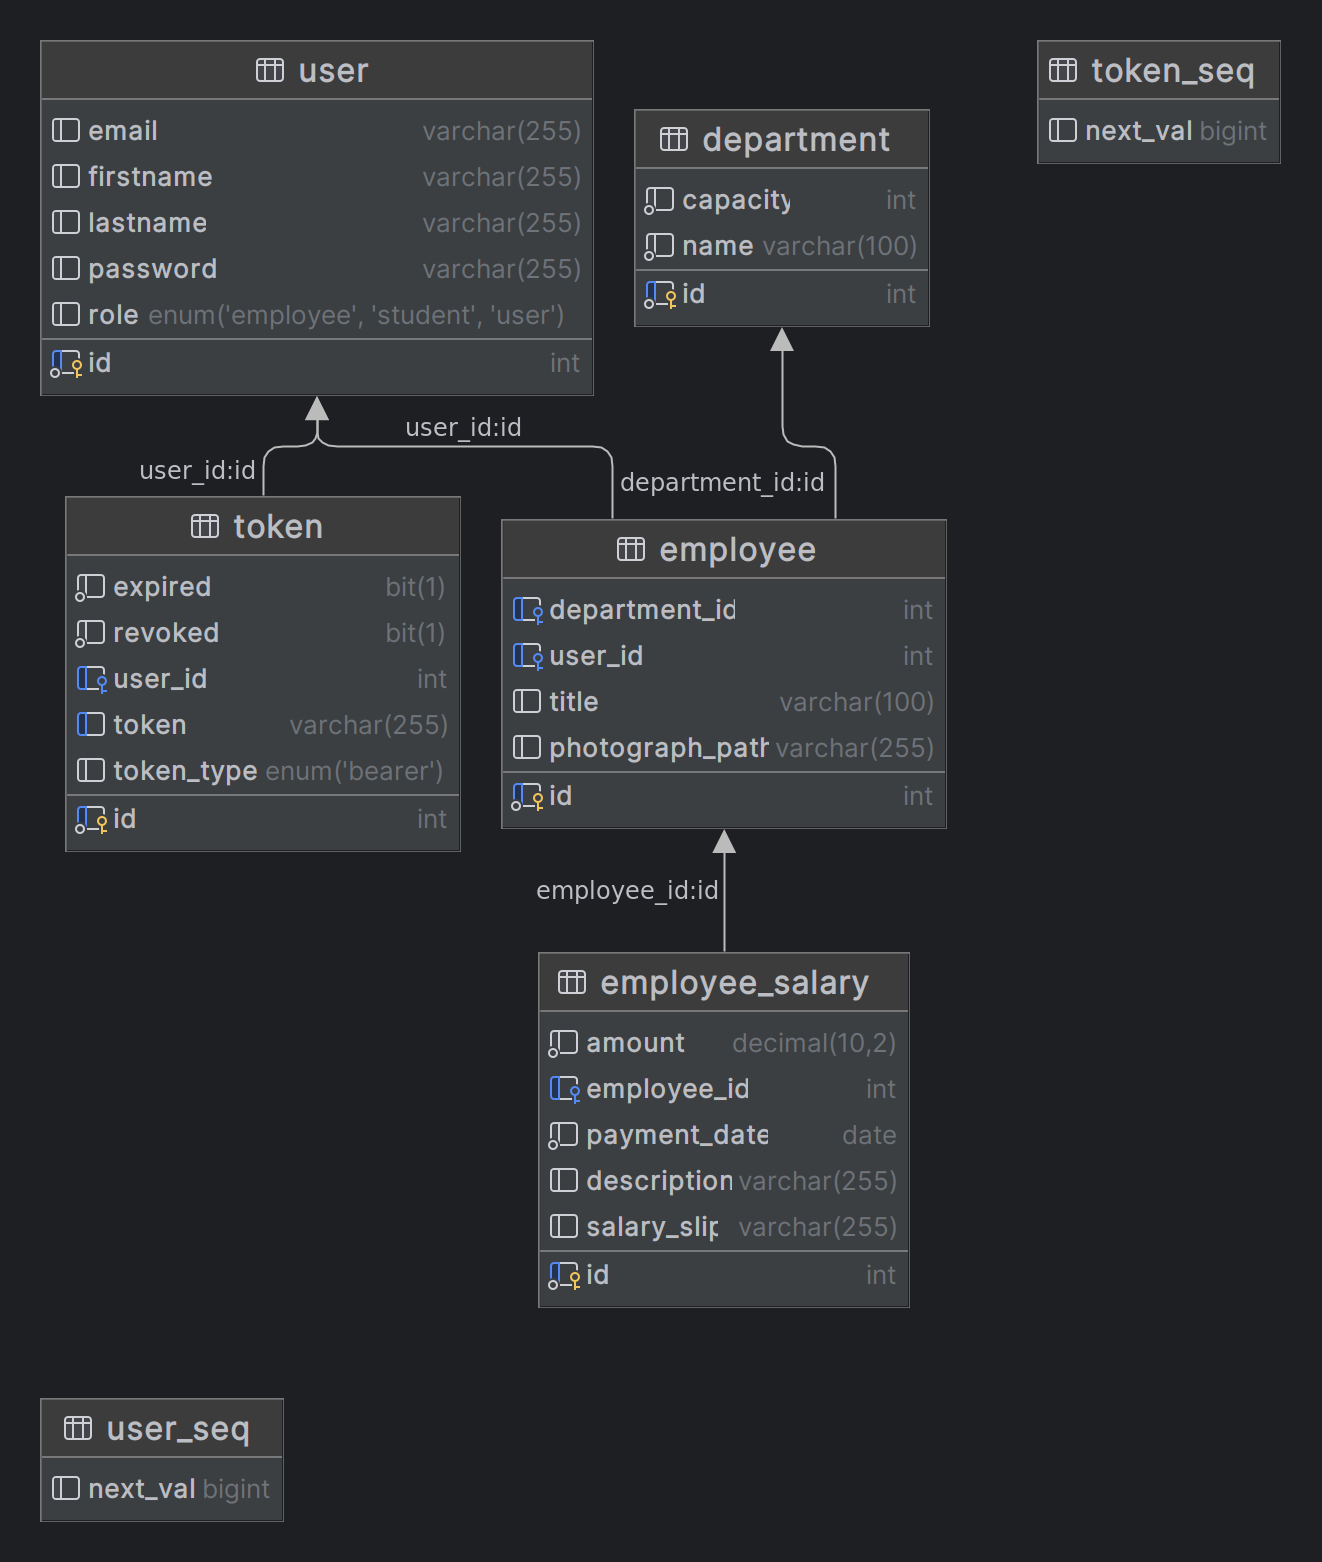 user
email varchar(255)
firstname varchar(255)
lastname varchar(255)
password varchar(255)
role enum('employee', 'student', 'user')
id int
department
capacity int
name varchar(100)
id int
token_seq
next_val bigint
user_id:id
user_id:id
department_id:id
token
expired bit(1)
revoked bit(1)
user_id int
token varchar(255)
token_type enum('bearer')
id int
employee
department_id int
user_id int
title varchar(100)
photograph_path varchar(255)
id int
employee_id:id
employee_salary
amount decimal(10,2)
employee_id int
payment_date date
description varchar(255)
salary_slip varchar(255)
id int
user_seq
next_val bigint